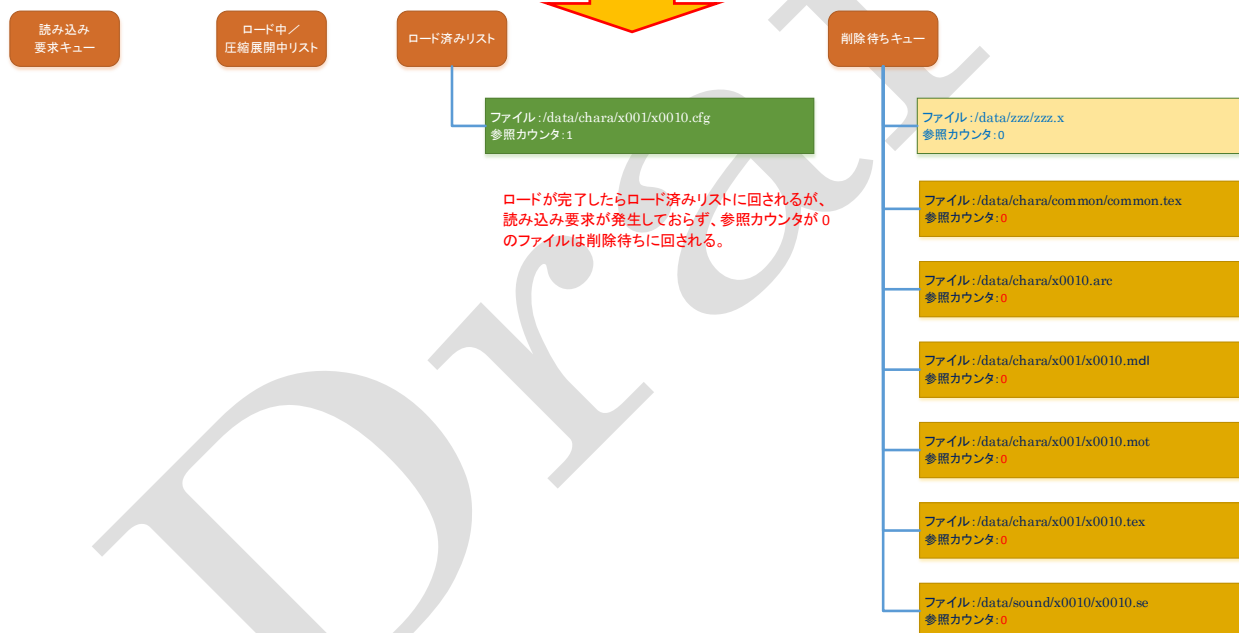 読み込み
要求キュー
ロード中／
圧縮展開中リスト
ロード済みリスト
削除待ちキュー
ファイル:/data/chara/x001/x0010.cfg
参照カウンタ:1
ロードが完了したらロード済みリストに回されるが、
読み込み要求が発生しておらず、参照カウンタが0
のファイルは削除待ちに回される。
ファイル:/data/zzz/zzz.x
参照カウンタ:0
ファイル:/data/chara/common/common.tex
参照カウンタ:0
ファイル:/data/chara/x0010.arc
参照カウンタ:0
ファイル:/data/chara/x001/x0010.mdl
参照カウンタ:0
ファイル:/data/chara/x001/x0010.mot
参照カウンタ:0
ファイル:/data/chara/x001/x0010.tex
参照カウンタ:0
ファイル:/data/sound/x0010/x0010.se
参照カウンタ:0
Draf